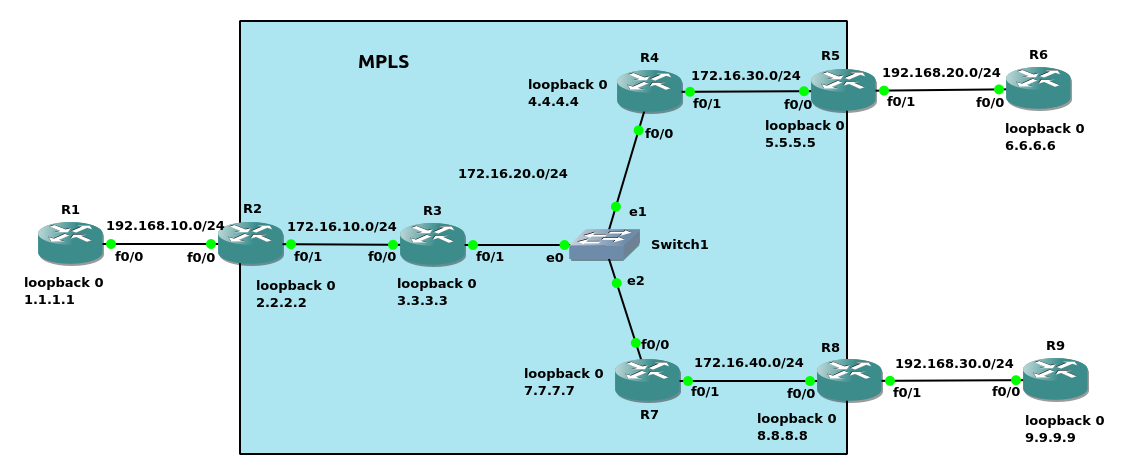 MPLS
R4
loopback 0
4.4.4.4
172.16.30.0/24
f0/1
f0/0
f0/0
R5
loopback 0
5.5.5.5
192.168.20.0/24
f0/1
f0/0
R6
loopback 0
6.6.6.6
172.16.20.0/24
R1
192.168.10.0/24
f0/0
f0/0
loopback 0
1.1.1.1
R2
172.16.10.0/24
f0/1
f0/0
loopback 0
2.2.2.2
R3
f0/1
loopback 0
3.3.3.3
e0
e1
Switch1
e2
f0/0
loopback 0
7.7.7.7
R7
172.16.40.0/24
f0/1
f0/0
R8
loopback 0
8.8.8.8
192.168.30.0/24
f0/1
f0/0
R9
loopback 0
9.9.9.9